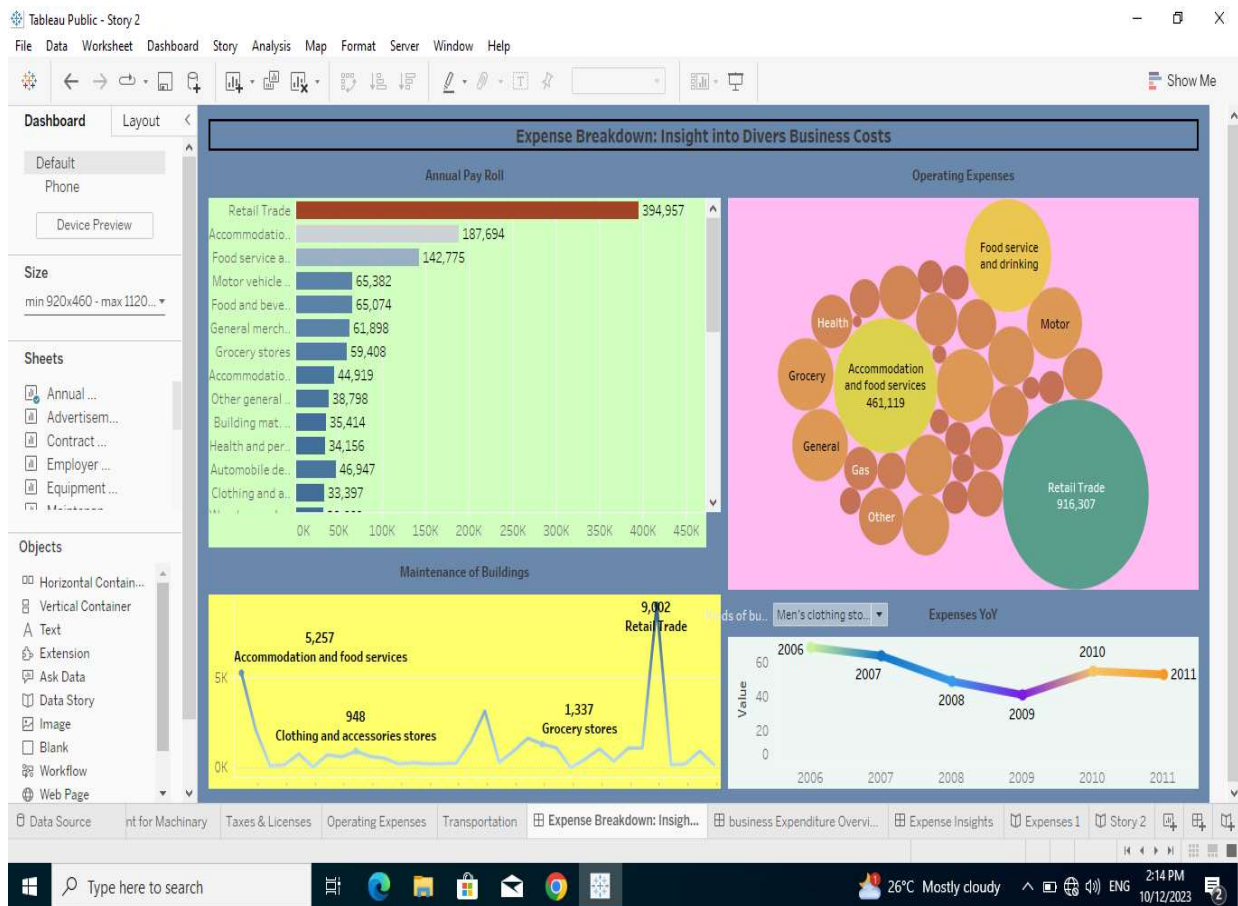 Tableau Public - Story 2
File Data Worksheet Dashboard Story Analysis Map Format Server Window Help
Show Me
Dashboard Layout
Default
Phone
Device Preview
Size
min 920x460 - max 1120...
Sheets
Annual ...
Advertisem...
Contract ...
Employer ...
Equipment ...
Objects
Horizontal Contain...
Vertical Container
Text
Extension
Ask Data
Data Story
Image
Blank
Workflow
Web Page
Expense Breakdown: Insight into Divers Business Costs
Annual Pay Roll
Retail Trade 394,957
Accommodatio.. 187,694
Food service a.. 142,775
Motor vehicle .. 65,382
Food and beve.. 65,074
General merch.. 61,898
Grocery stores 59,408
Accommodatio.. 44,919
Other general .. 38,798
Building mat. .. 35,414
Health and per.. 34,156
Automobile de.. 46,947
Clothing and a.. 33,397
0K 50K 100K 150K 200K 250K 300K 350K 400K 450K
Operating Expenses
Food service
and drinking
Health
Motor
Grocery
Accommodation
and food services
461,119
General
Gas
Other
Retail Trade
916,307
Maintenance of Buildings
9,002
Retail Trade
5,257
Accommodation and food services
5K
948
Clothing and accessories stores
1,337
Grocery stores
0K
ds of bu.. Men's clothing sto...
Expenses YoY
Value
60
40
20
0
2006
2007
2008
2009
2010
2011
2006 2007 2008 2009 2010 2011
Data Source nt for Machinery Taxes & Licenses Operating Expenses Transportation Expense Breakdown: Insigh... business Expenditure Overvi... Expense Insights Expenses 1 Story 2
Type here to search
26°C Mostly cloudy ENG
2:14 PM
10/12/2023
2